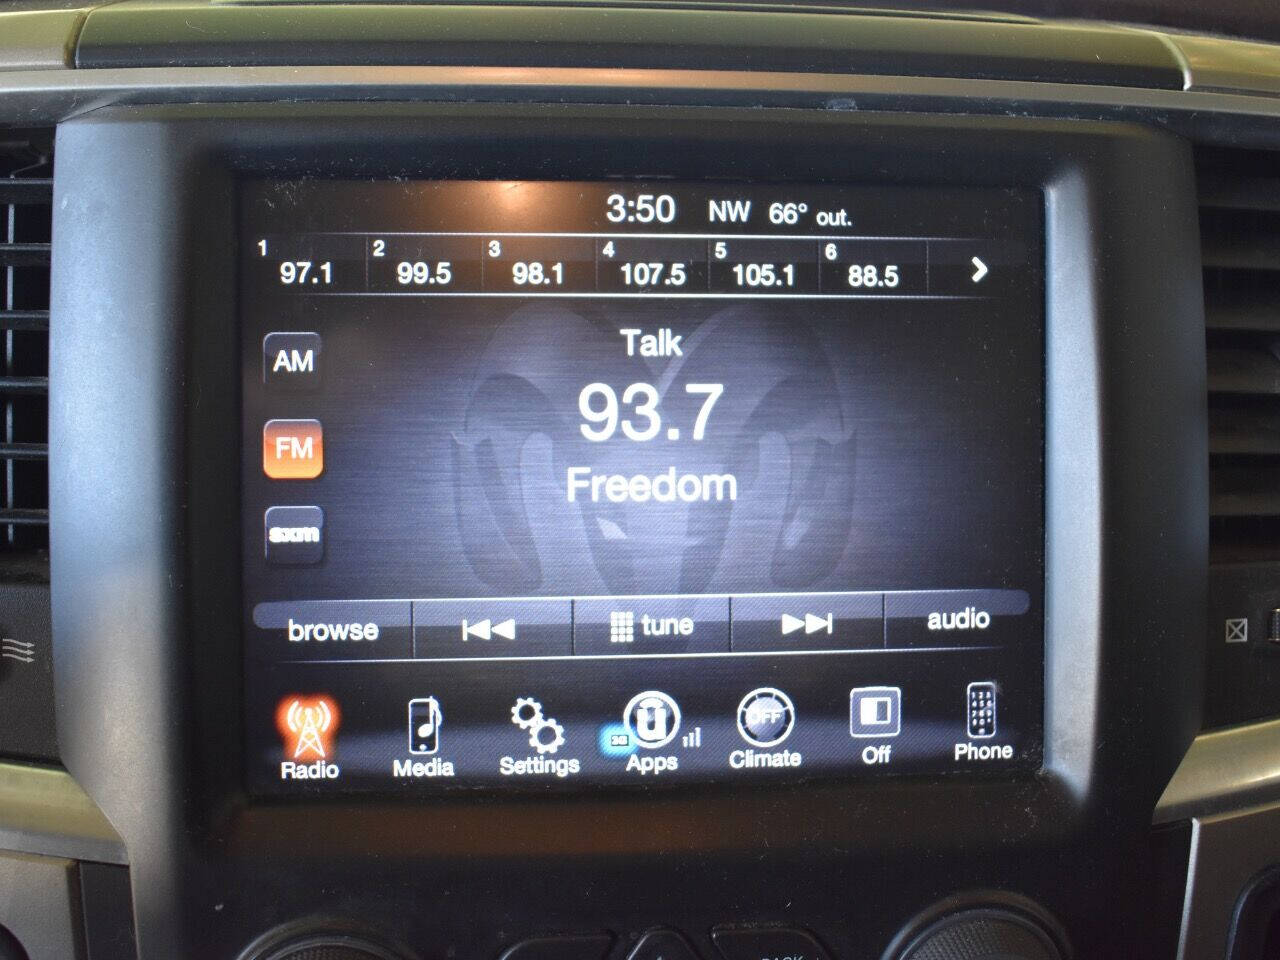 3:50 NW 66° out.
1 97.1 2 99.5 3 98.1 4 107.5 5 105.1 6 88.5
Talk
AM
93.7
FM
Freedom
sxm
browse tune audio
OFF
3G
Radio Media Settings Apps Climate Off Phone
BACK